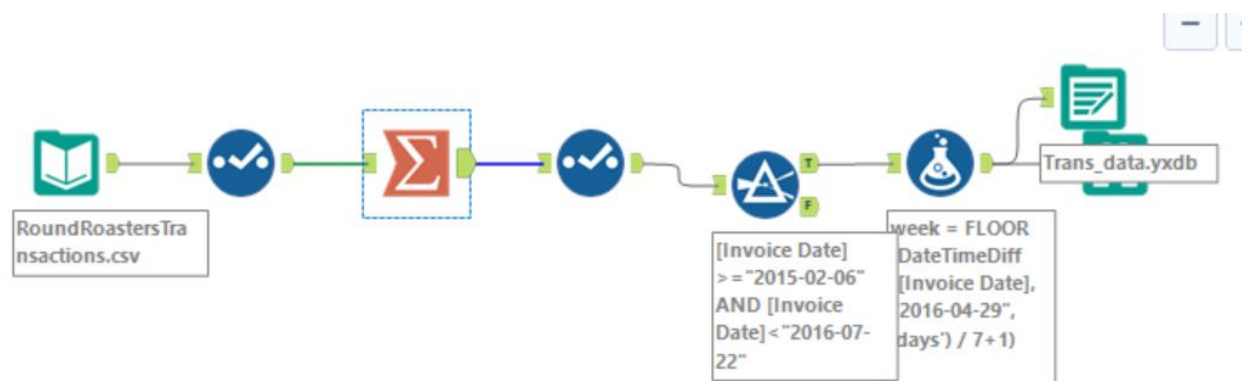 RoundRoastersTra
nsactions.csv
T
F
[Invoice Date]
>="2015-02-06"
AND [Invoice
Date]<"2016-07-
22"
week = FLOOR
DateTimeDiff
[Invoice Date],
2016-04-29",
days') / 7+1)
Trans_data.yxdb